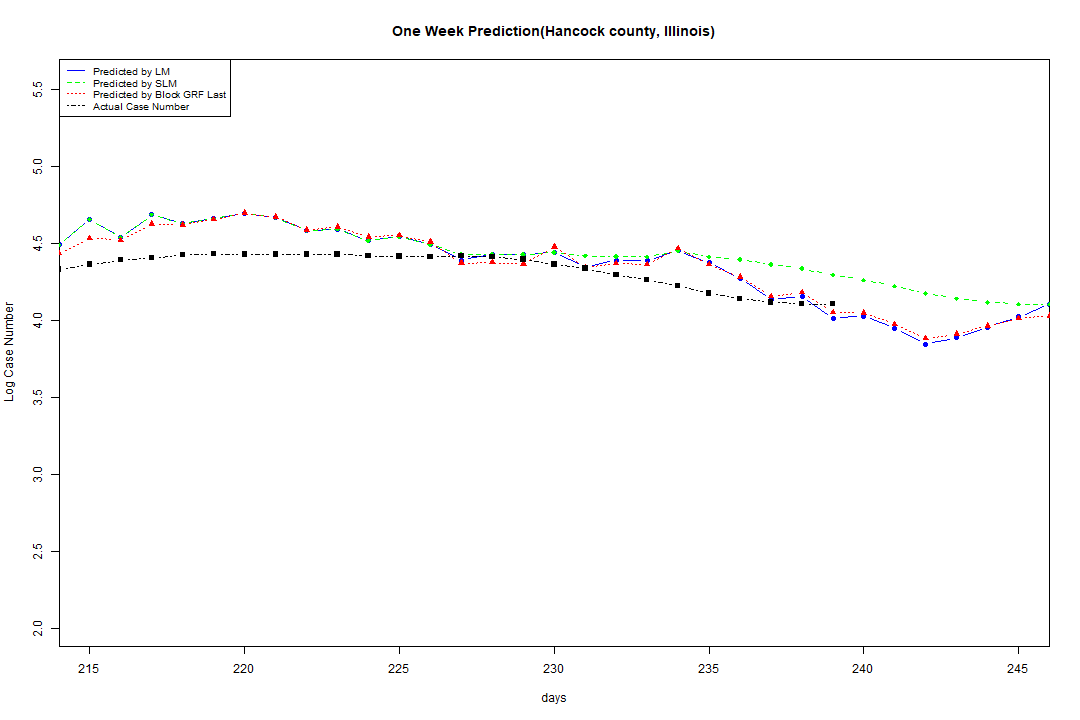 One Week Prediction(Hancock county, Illinois)
Predicted by LM
Predicted by SLM
Predicted by Block GRF Last
Actual Case Number
5.5
5.0
4.5
4.0
3.5
3.0
2.5
2.0
Log Case Number
215 220 225 230 235 240 245
days